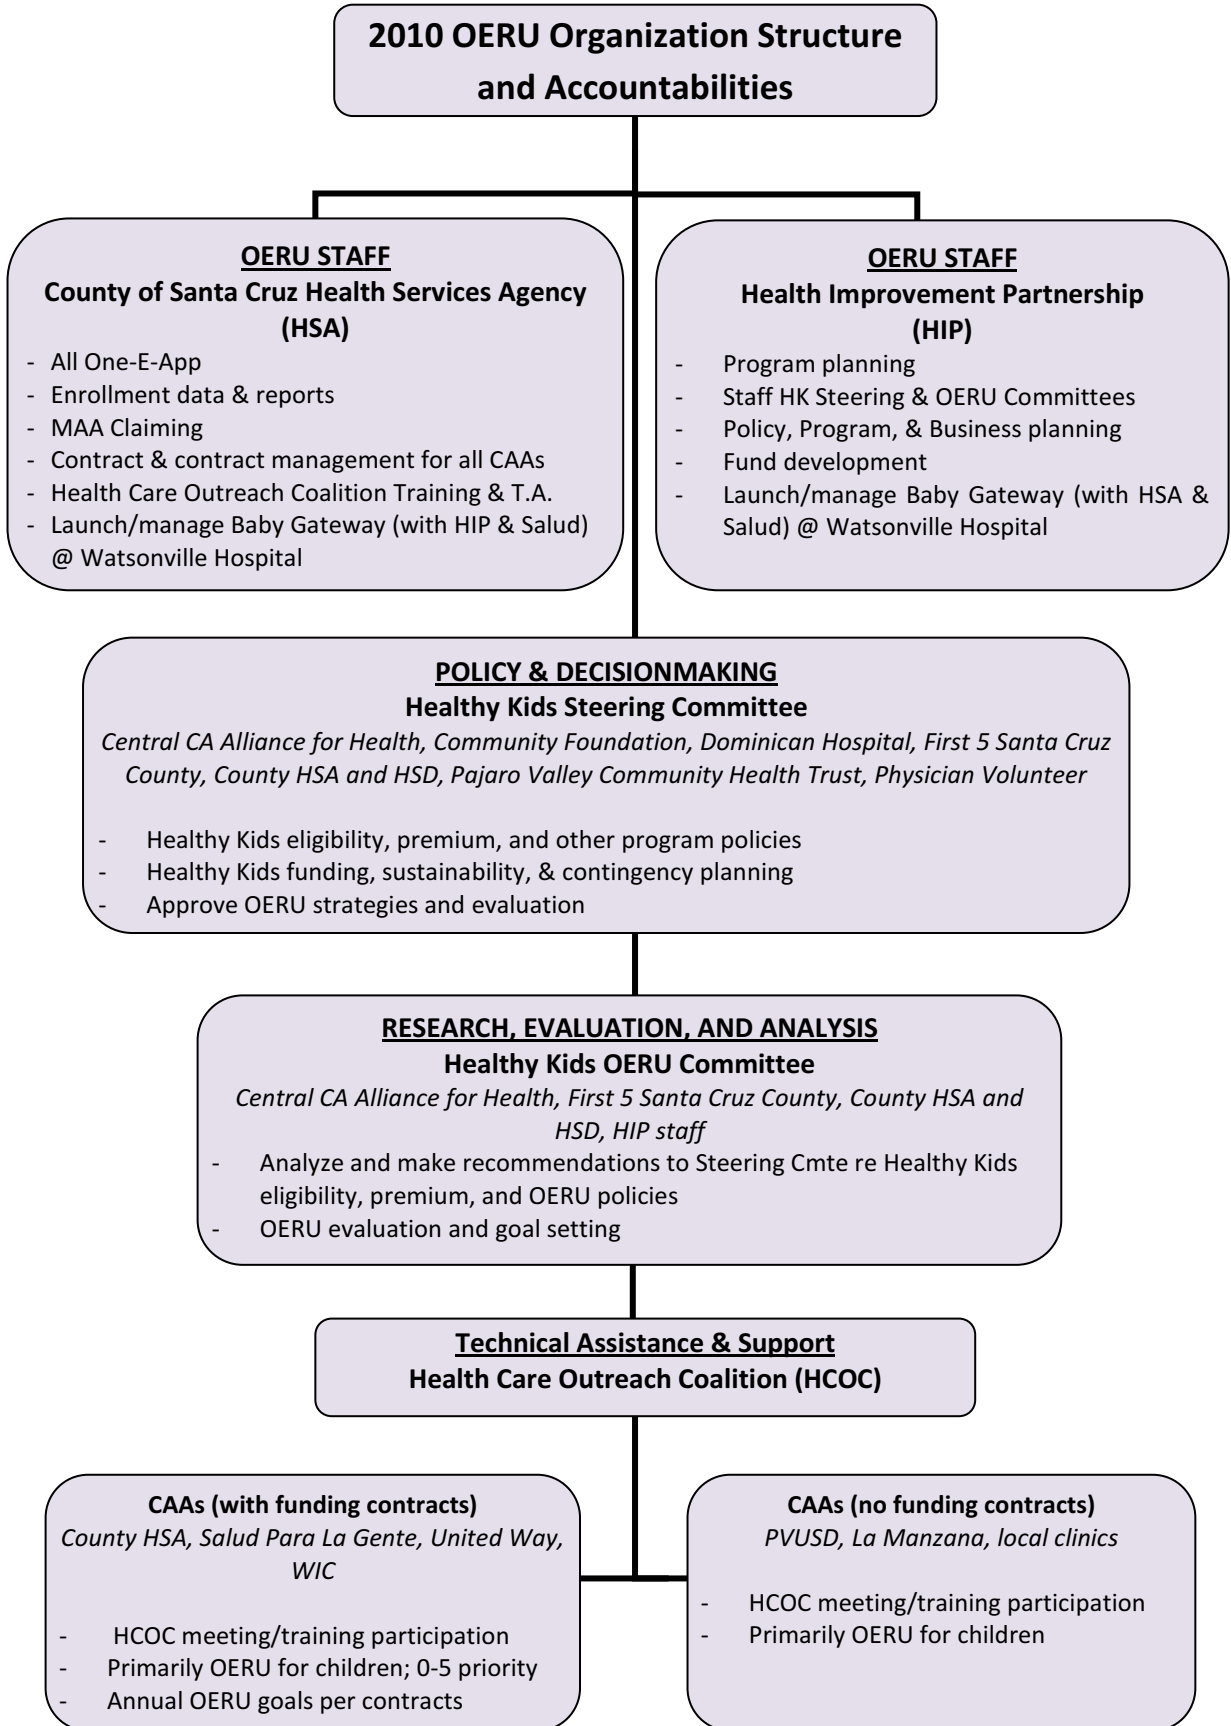 2010 OERU Organization Structure
and Accountabilities
OERU STAFF
County of Santa Cruz Health Services Agency
(HSA)
- All One-E-App
- Enrollment data & reports
- MAA Claiming
- Contract & contract management for all CAAs
- Health Care Outreach Coalition Training & T.A.
- Launch/manage Baby Gateway (with HIP & Salud)
@ Watsonville Hospital
OERU STAFF
Health Improvement Partnership
(HIP)
- Program planning
- Staff HK Steering & OERU Committees
- Policy, Program, & Business planning
- Fund development
- Launch/manage Baby Gateway (with HSA &
Salud) @ Watsonville Hospital
POLICY & DECISIONMAKING
Healthy Kids Steering Committee
Central CA Alliance for Health, Community Foundation, Dominican Hospital, First 5 Santa Cruz
County, County HSA and HSD, Pajaro Valley Community Health Trust, Physician Volunteer
- Healthy Kids eligibility, premium, and other program policies
- Healthy Kids funding, sustainability, & contingency planning
- Approve OERU strategies and evaluation
RESEARCH, EVALUATION, AND ANALYSIS
Healthy Kids OERU Committee
Central CA Alliance for Health, First 5 Santa Cruz County, County HSA and
HSD, HIP staff
- Analyze and make recommendations to Steering Cmte re Healthy Kids
eligibility, premium, and OERU policies
- OERU evaluation and goal setting
Technical Assistance & Support
Health Care Outreach Coalition (HCOC)
CAAs (with funding contracts)
County HSA, Salud Para La Gente, United Way,
WIC
- HCOC meeting/training participation
- Primarily OERU for children; 0-5 priority
- Annual OERU goals per contracts
CAAs (no funding contracts)
PVUSD, La Manzana, local clinics
- HCOC meeting/training participation
- Primarily OERU for children